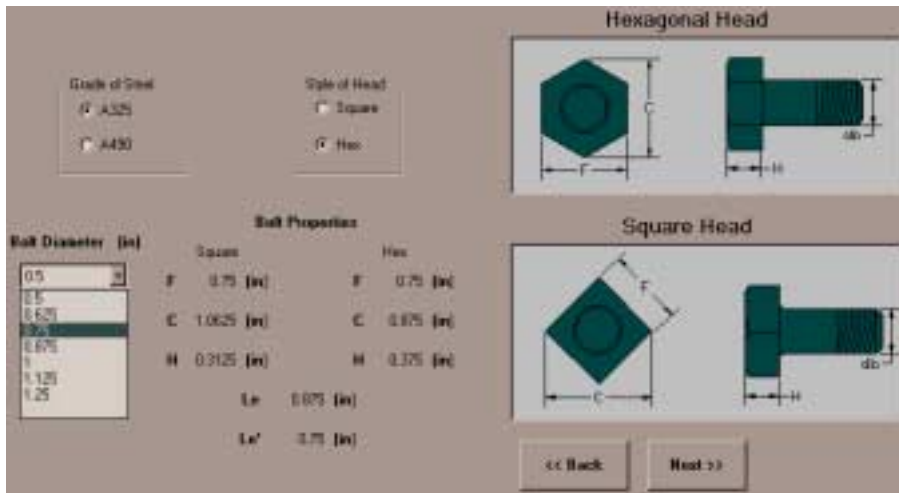 Hexagonal Head
Grade of Steel
A325
A490
Style of Head
Square
Hex
C
F
H
db
Bolt Properties
Bolt Diameter (in)
0.5
0.5
0.625
0.75
0.875
1
1.125
1.25
Square Hex
F 0.75 (in) F 0.75 (in)
C 1.0625 (in) C 0.875 (in)
H 0.3125 (in) H 0.375 (in)
Le 0.875 (in)
Le' 0.75 (in)
Square Head
F
C
H
db
<< Back
Next >>